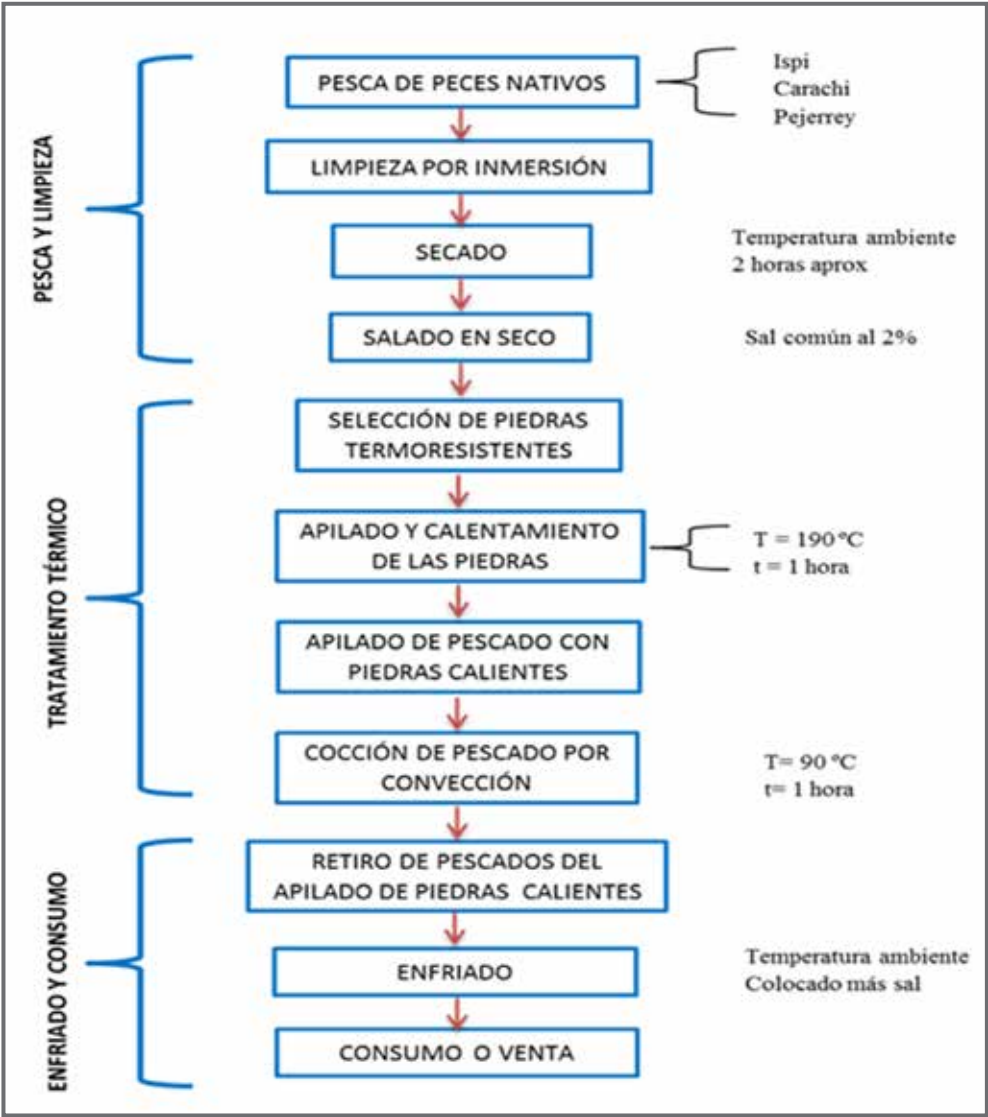 PESCA Y LIMPIEZA
PESCA DE PECES NATIVOS
Ispi
Carachi
Pejerrey
LIMPIEZA POR INMERSIÓN
SECADO
Temperatura ambiente
2 horas aprox
SALADO EN SECO
Sal común al 2%
TRATAMIENTO TÉRMICO
SELECCIÓN DE PIEDRAS
TERMORESISTENTES
APILADO Y CALENTAMIENTO
DE LAS PIEDRAS
T = 190 ºC
t = 1 hora
APILADO DE PESCADO CON
PIEDRAS CALIENTES
COCCIÓN DE PESCADO POR
CONVECCIÓN
T= 90 ºC
t= 1 hora
ENFRIADO Y CONSUMO
RETIRO DE PESCADOS DEL
APILADO DE PIEDRAS CALIENTES
ENFRIADO
Temperatura ambiente
Colocado más sal
CONSUMO O VENTA